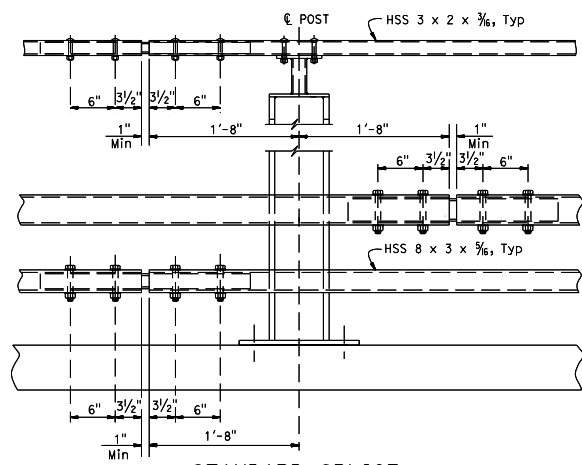 ℄ POST
HSS 3 x 2 x 3/16, Typ
6" 3½" 3½" 6"
1" Min 1'-8" 1'-8" 1" Min
6" 3½" 3½" 6"
HSS 8 x 3 x 5/16, Typ
6" 3½" 3½" 6"
1" Min 1'-8"